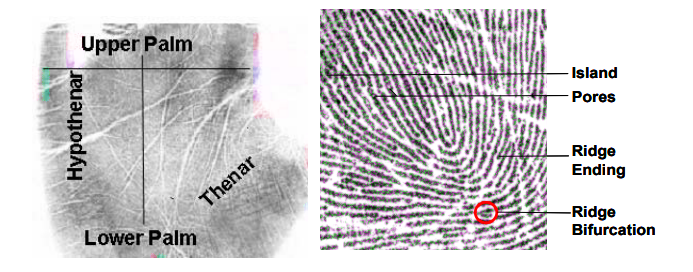 Upper Palm
Hypothenar
Thenar
Lower Palm
Island
Pores
Ridge
Ending
Ridge
Bifurcation